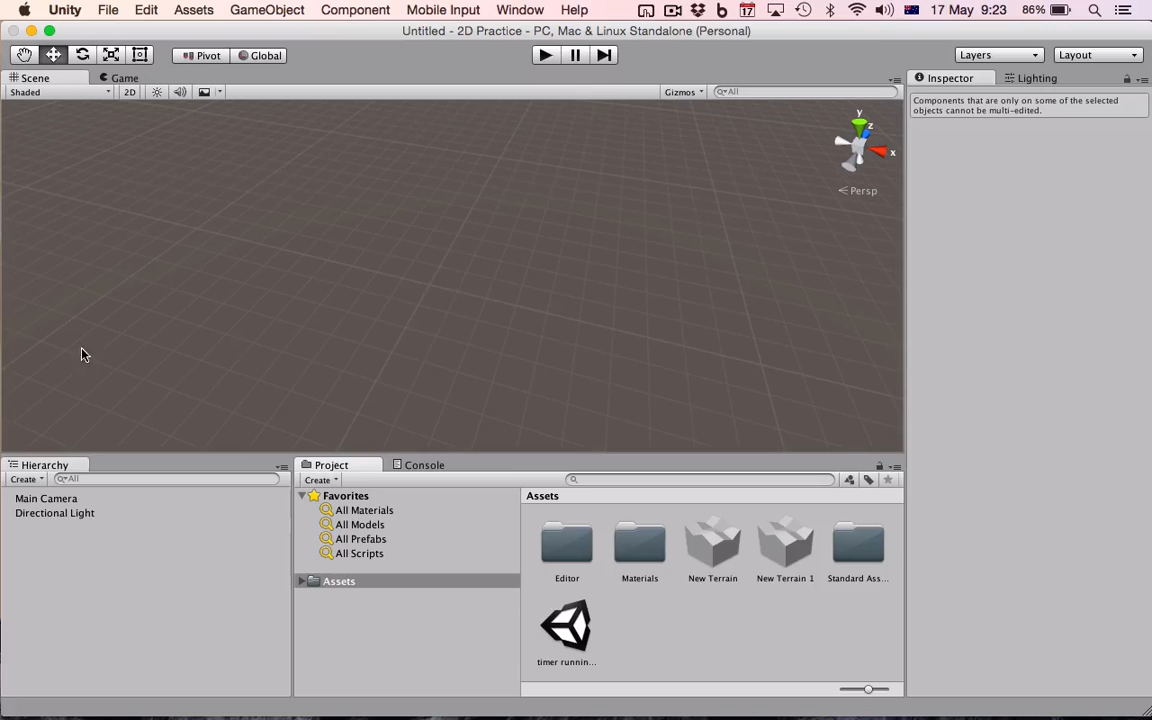 Unity File Edit Assets GameObject Component Mobile Input Window Help 17 17 May 9:23 86%
Untitled - 2D Practice - PC, Mac & Linux Standalone (Personal)
Pivot Global Layers Layout
Scene Game Inspector Lighting
Shaded 2D Gizmos All
Components that are only on some of the selected
objects cannot be multi-edited.
y
z
x
Persp
Hierarchy Project Console
Create All Create
Favorites Assets
Main Camera All Materials
Directional Light All Models
All Prefabs
All Scripts
Assets
Editor Materials New Terrain New Terrain 1 Standard Ass...
timer runnin...